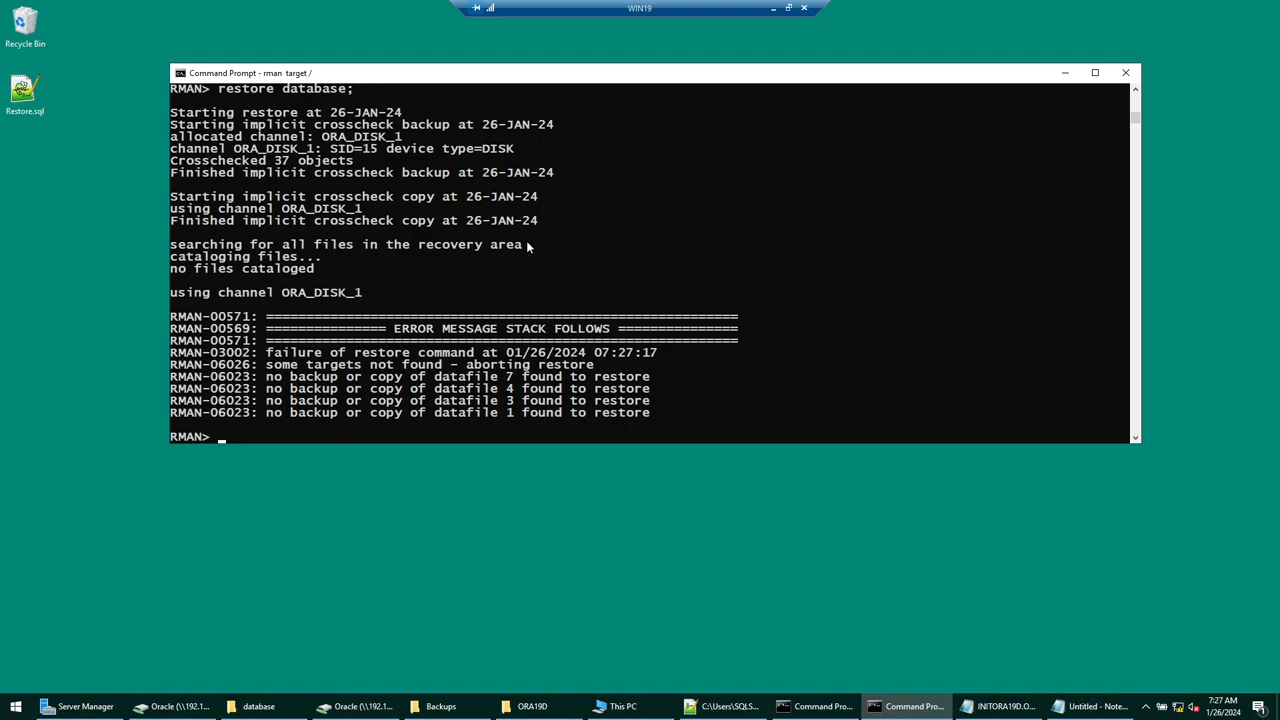 WIN19
Recycle Bin
Restore.sql
Command Prompt - rman target /
RMAN> restore database;
Starting restore at 26-JAN-24
Starting implicit crosscheck backup at 26-JAN-24
allocated channel: ORA_DISK_1
channel ORA_DISK_1: SID=15 device type=DISK
Crosschecked 37 objects
Finished implicit crosscheck backup at 26-JAN-24
Starting implicit crosscheck copy at 26-JAN-24
using channel ORA_DISK_1
Finished implicit crosscheck copy at 26-JAN-24
searching for all files in the recovery area
cataloging files...
no files cataloged
using channel ORA_DISK_1
RMAN-00571: ===========================================================
RMAN-00569: =============== ERROR MESSAGE STACK FOLLOWS ===============
RMAN-00571: ===========================================================
RMAN-03002: failure of restore command at 01/26/2024 07:27:17
RMAN-06026: some targets not found - aborting restore
RMAN-06023: no backup or copy of datafile 7 found to restore
RMAN-06023: no backup or copy of datafile 4 found to restore
RMAN-06023: no backup or copy of datafile 3 found to restore
RMAN-06023: no backup or copy of datafile 1 found to restore
RMAN>
Server Manager
Oracle (\\192.1...
database
Oracle (\\192.1...
Backups
ORA19D
This PC
C:\Users\SQLS...
Command Pro...
Command Pro...
INITORA19D.O...
Untitled - Note...
7:27 AM
1/26/2024